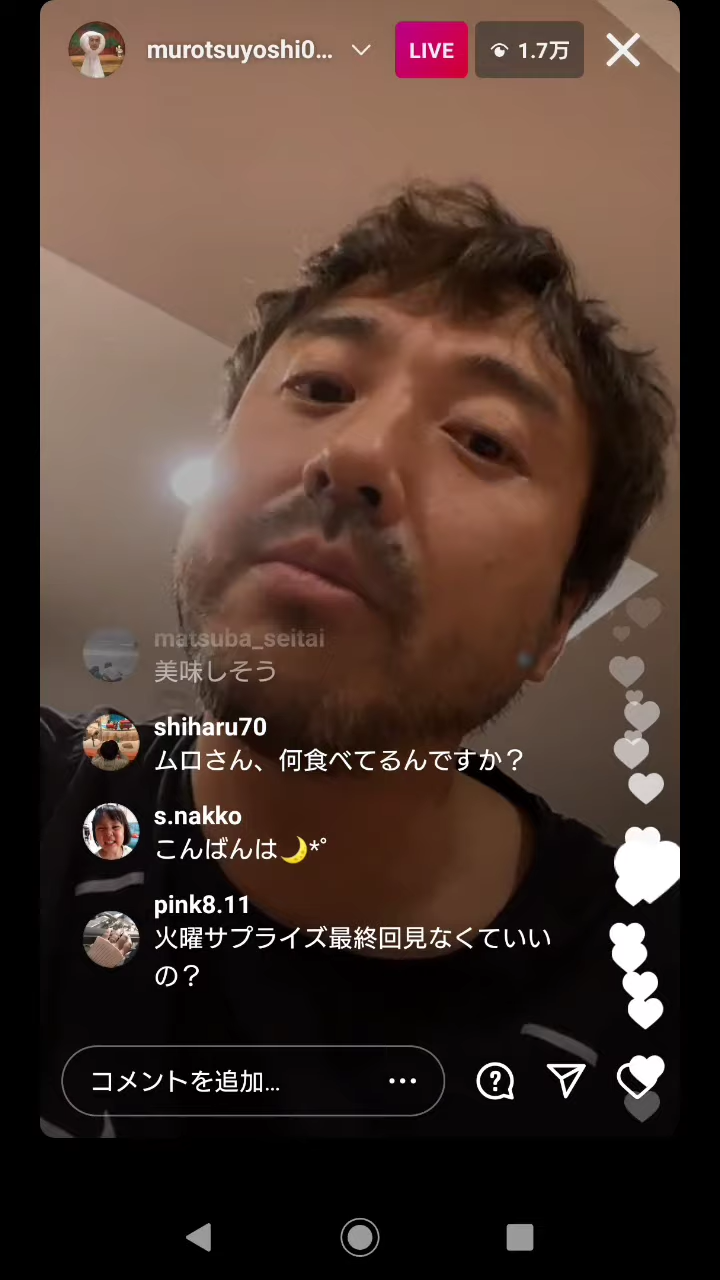 murotsuyoshi0...
LIVE
1.7万
matsuba_seitai
美味しそう
shiharu70
ムロさん、何食べてるんですか？
s.nakko
こんばんは🌙*ﾟ
pink8.11
火曜サプライズ最終回見なくていい
の？
コメントを追加...